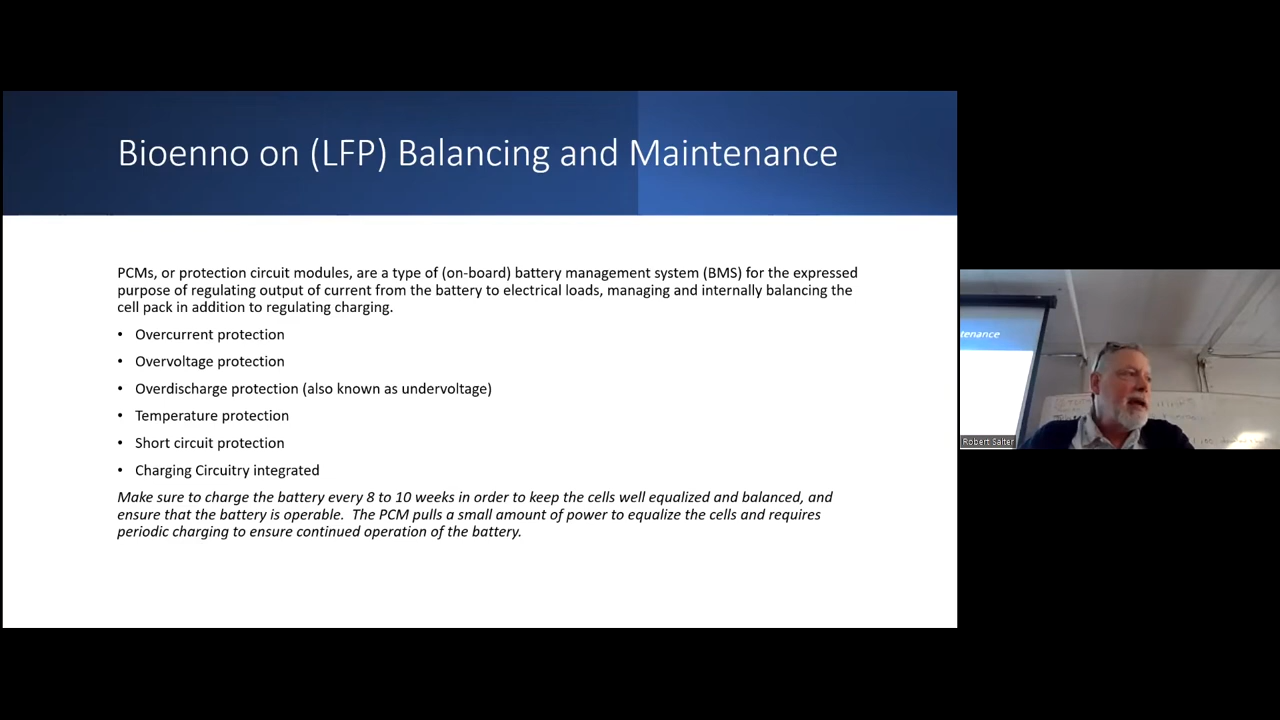 Bioenno on (LFP) Balancing and Maintenance
PCMs, or protection circuit modules, are a type of (on-board) battery management system (BMS) for the expressed
purpose of regulating output of current from the battery to electrical loads, managing and internally balancing the
cell pack in addition to regulating charging.
• Overcurrent protection
• Overvoltage protection
• Overdischarge protection (also known as undervoltage)
• Temperature protection
• Short circuit protection
• Charging Circuitry integrated
Make sure to charge the battery every 8 to 10 weeks in order to keep the cells well equalized and balanced, and
ensure that the battery is operable.  The PCM pulls a small amount of power to equalize the cells and requires
periodic charging to ensure continued operation of the battery.
tenance
Robert Salter